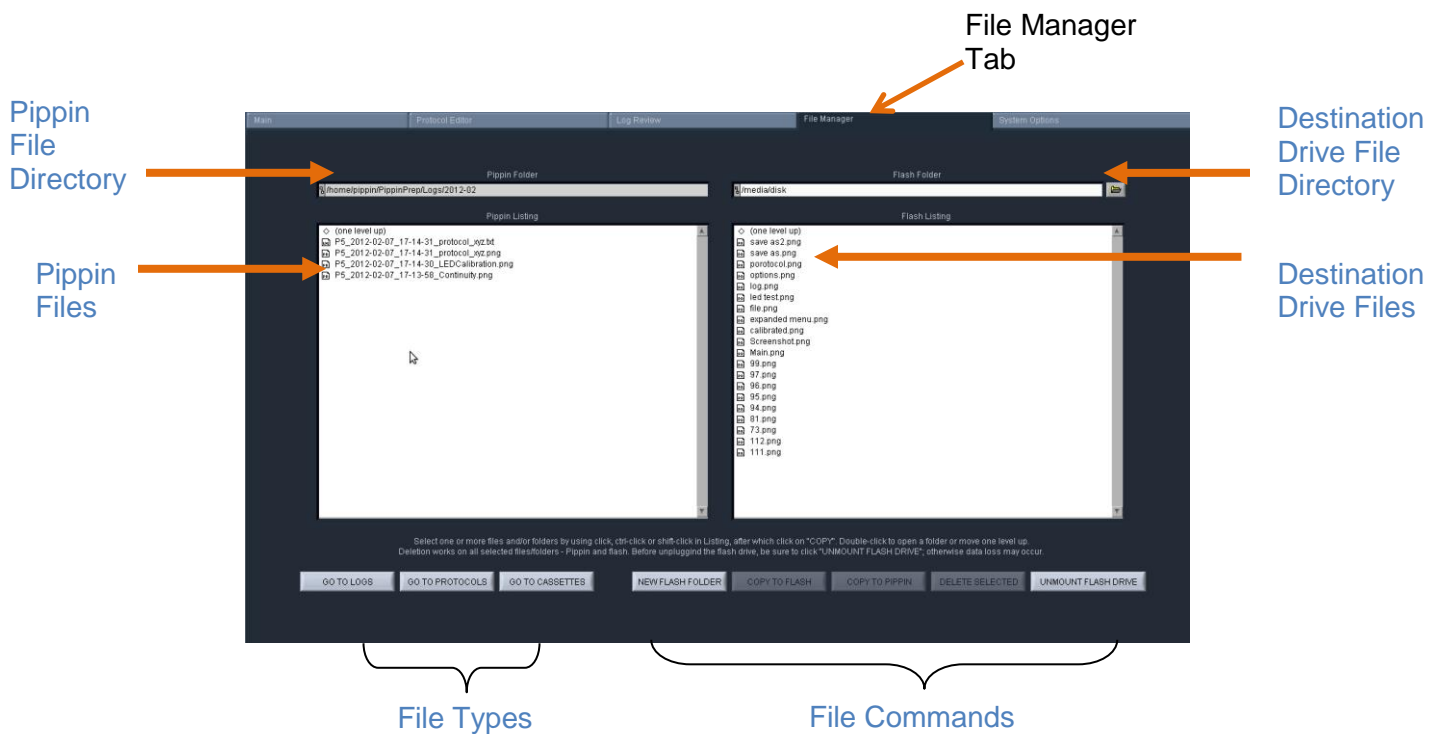 File Manager
Tab
Pippin
File
Directory
Destination
Drive File
Directory
Pippin
Files
Destination
Drive Files
Main
Protocol Editor
Log Review
File Manager
System Options
Pippin Folder
Flash Folder
/home/pippin/PippinPrep/Logs/2012-02
/media/disk
Pippin Listing
(one level up)
P5_2012-02-07_17-14-31_protocol_xyz.txt
P5_2012-02-07_17-14-31_protocol_xyz.png
P5_2012-02-07_17-14-30_LEDCalibration.png
P5_2012-02-07_17-13-58_Continuity.png
Flash Listing
(one level up)
save as2.png
save as.png
porotocol.png
options.png
log.png
led test.png
file.png
expanded menu.png
calibrated.png
Screenshot.png
Main.png
99.png
97.png
96.png
95.png
94.png
81.png
73.png
112.png
111.png
Select one or more files and/or folders by using click, ctrl-click or shift-click in Listing, after which click on "COPY". Double-click to open a folder or move one level up.
Deletion works on all selected files/folders - Pippin and flash. Before unpluggind the flash drive, be sure to click "UNMOUNT FLASH DRIVE"; otherwise data loss may occur.
GO TO LOGS
GO TO PROTOCOLS
GO TO CASSETTES
NEW FLASH FOLDER
COPY TO FLASH
COPY TO PIPPIN
DELETE SELECTED
UNMOUNT FLASH DRIVE
File Types
File Commands